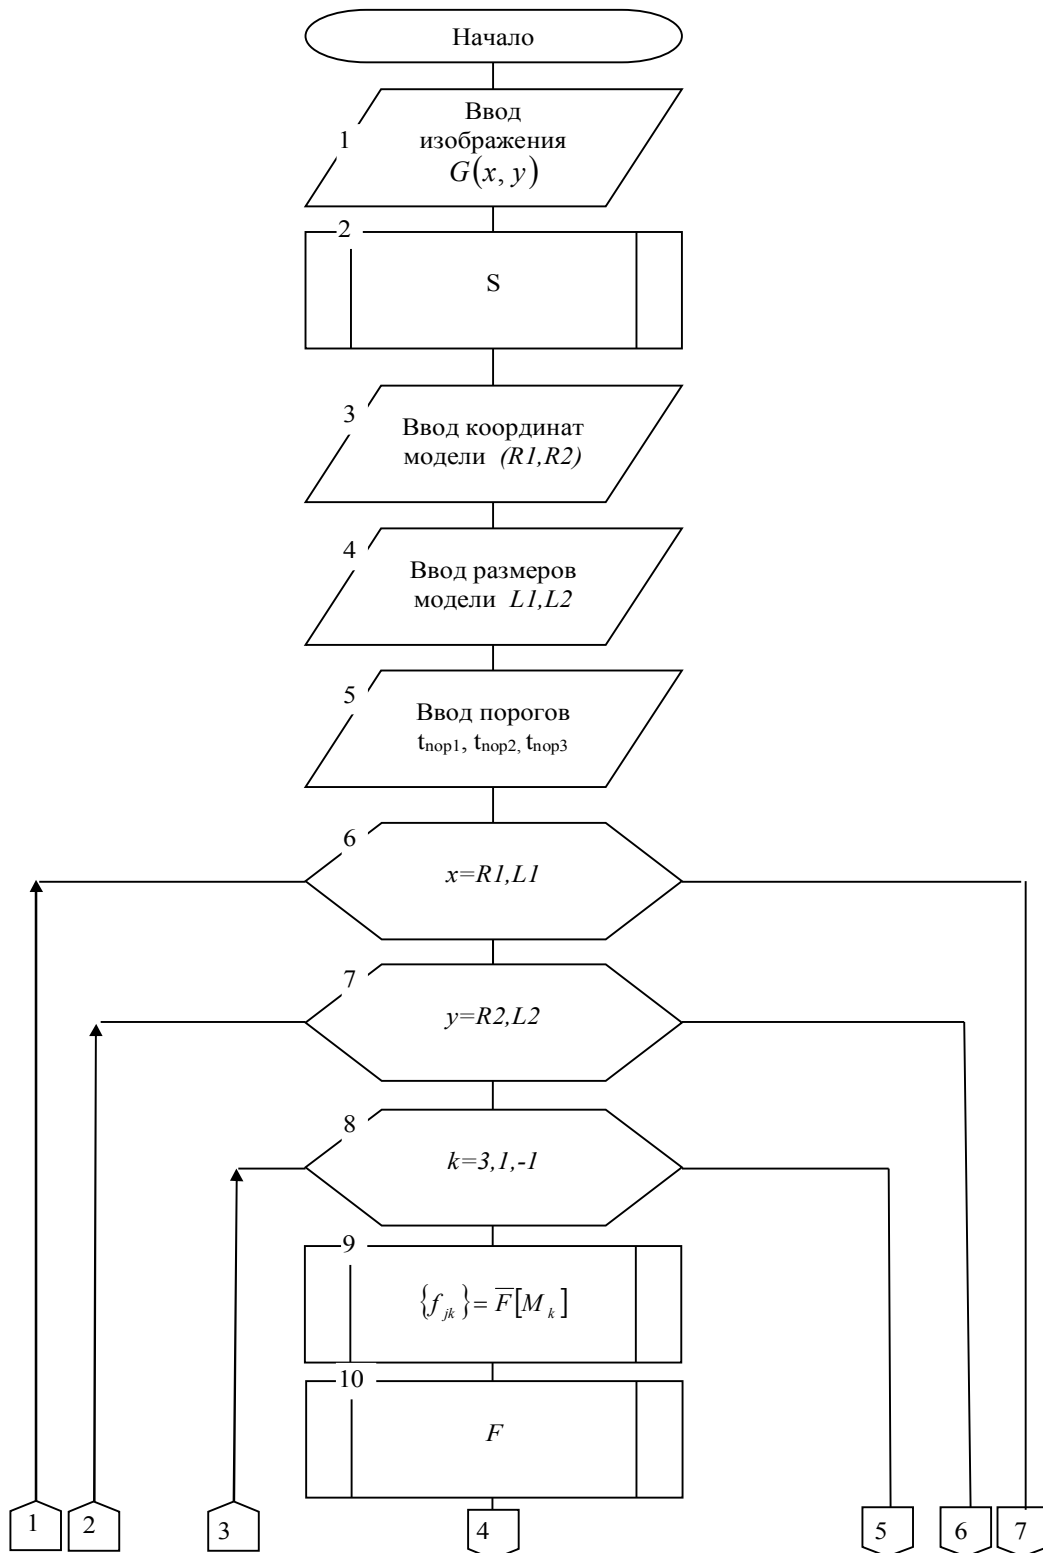 Начало
1
Ввод
изображения
G(x, y)
2
S
3
Ввод координат
модели (R1,R2)
4
Ввод размеров
модели L1,L2
5
Ввод порогов
tпор1, tпор2, tпор3
6
x=R1,L1
7
y=R2,L2
8
k=3,1,-1
9
{f jk}= F̅[M k]
10
F
1 2 3 4 5 6 7